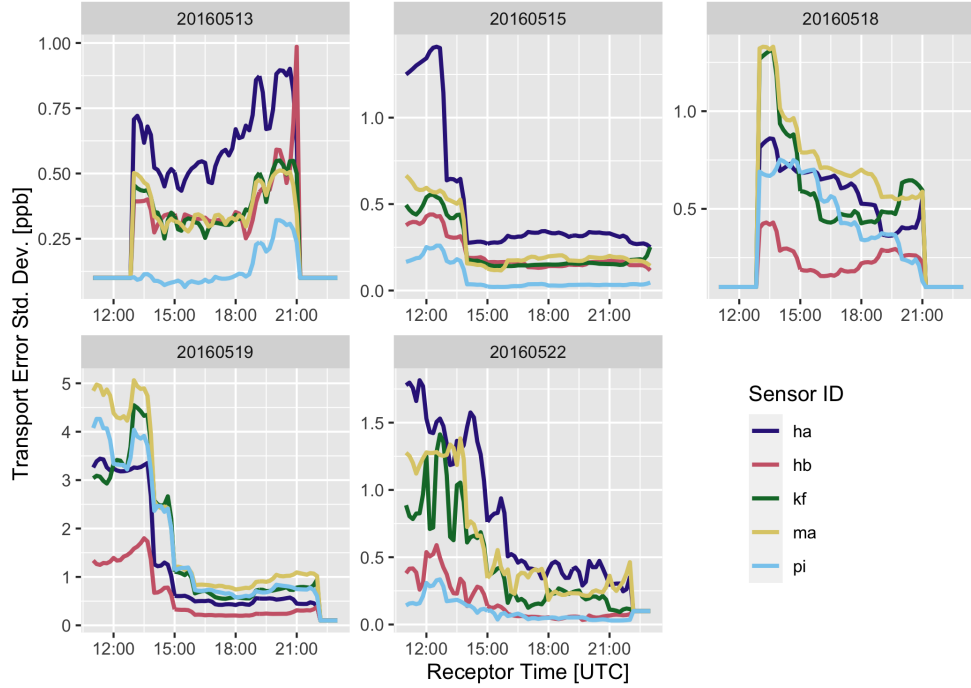 20160513
20160515
20160518
1.00
0.75
0.50
0.25
1.0
0.5
0.0
1.0
0.5
12:00 15:00 18:00 21:00
12:00 15:00 18:00 21:00
12:00 15:00 18:00 21:00
Transport Error Std. Dev. [ppb]
20160519
20160522
5
4
3
2
1
0
1.5
1.0
0.5
0.0
12:00 15:00 18:00 21:00
12:00 15:00 18:00 21:00
Receptor Time [UTC]
Sensor ID
ha
hb
kf
ma
pi